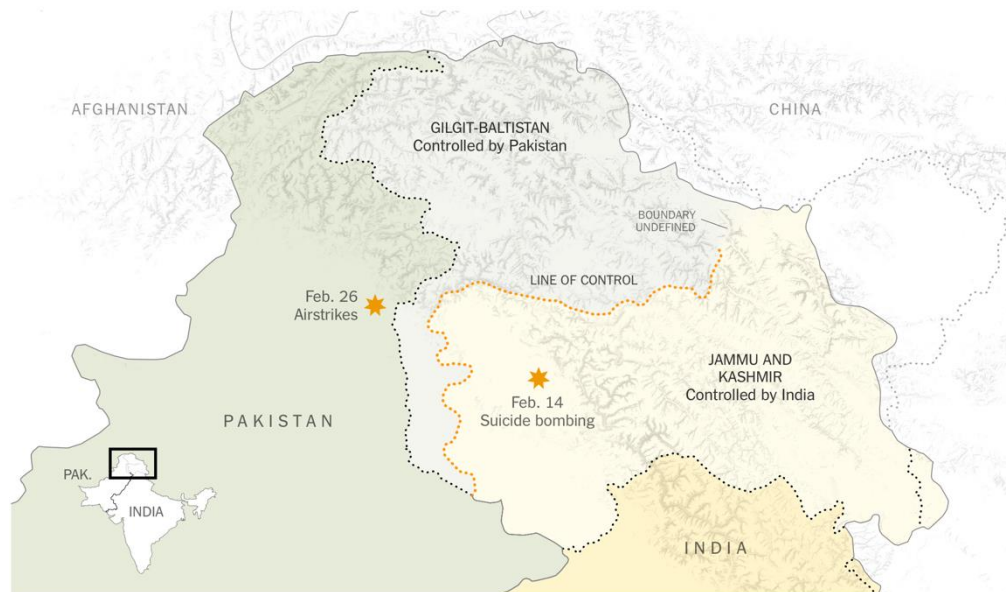 AFGHANISTAN
CHINA
GILGIT-BALTISTAN
Controlled by Pakistan
BOUNDARY
UNDEFINED
LINE OF CONTROL
Feb. 26
Airstrikes
JAMMU AND
KASHMIR
Controlled by India
Feb. 14
Suicide bombing
PAKISTAN
PAK.
INDIA
INDIA